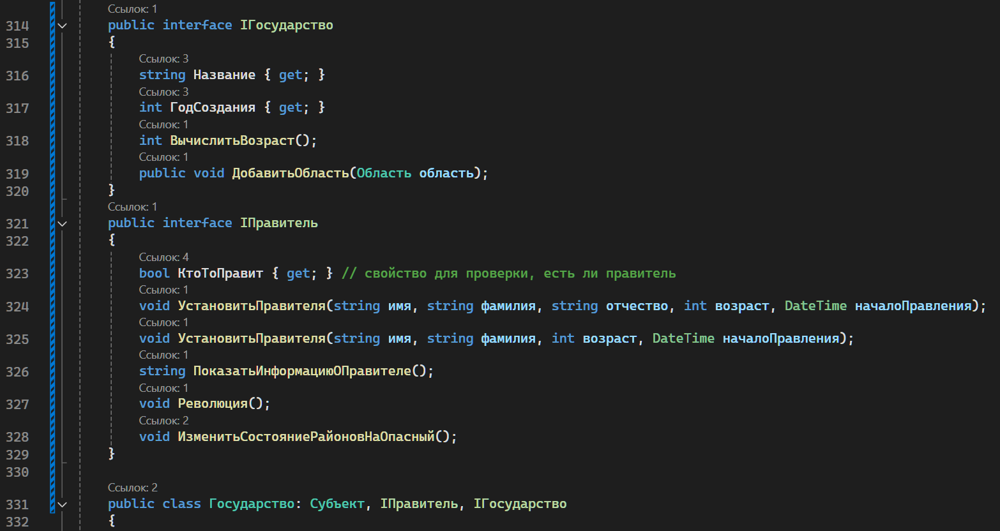 Ссылок: 1
314 public interface IГосударство
315 {
Ссылок: 3
316 string Название { get; }
Ссылок: 3
317 int ГодСоздания { get; }
Ссылок: 1
318 int ВычислитьВозраст();
Ссылок: 1
319 public void ДобавитьОбласть(Область область);
320 }
Ссылок: 1
321 public interface IПравитель
322 {
Ссылок: 4
323 bool КтоТоПравит { get; } // свойство для проверки, есть ли правитель
Ссылок: 1
324 void УстановитьПравителя(string имя, string фамилия, string отчество, int возраст, DateTime началоПравления);
Ссылок: 1
325 void УстановитьПравителя(string имя, string фамилия, int возраст, DateTime началоПравления);
Ссылок: 1
326 string ПоказатьИнформациюОПравителе();
Ссылок: 1
327 void Революция();
Ссылок: 2
328 void ИзменитьСостояниеРайоновНаОпасный();
329 }
330
Ссылок: 2
331 public class Государство: Субъект, IПравитель, IГосударство
332 {